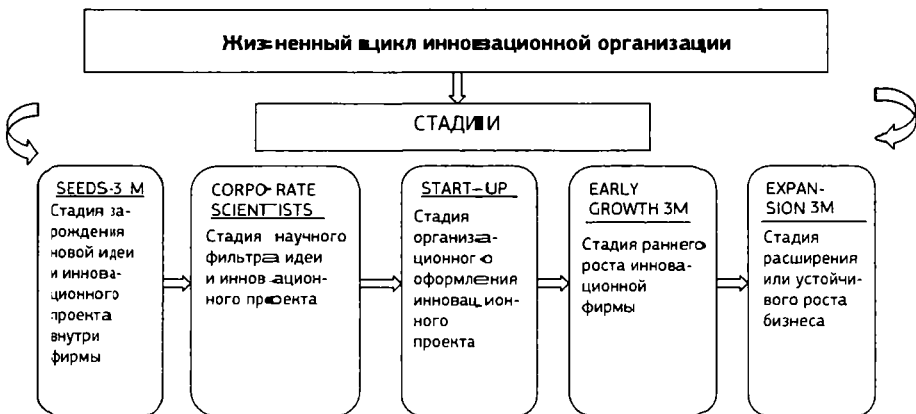 Жизненный цикл инновационной организации
СТАДИИ
SEEDS-3 M
Стадия за-
рождения
новой идеи
и иннова-
ционного
проекта
внутри
фирмы
CORPO-RATE
SCIENTISTS
Стадия научного
фильтра идеи
и инновацион-
ного проекта
START-UP
Стадия
организа-
ционного
оформления
инновацион-
ного
проекта
EARLY
GROWTH 3M
Стадия раннего
роста иннова-
ционной
фирмы
EXPAN-
SION 3M
Стадия
расширения
или устойчи-
вого роста
бизнеса